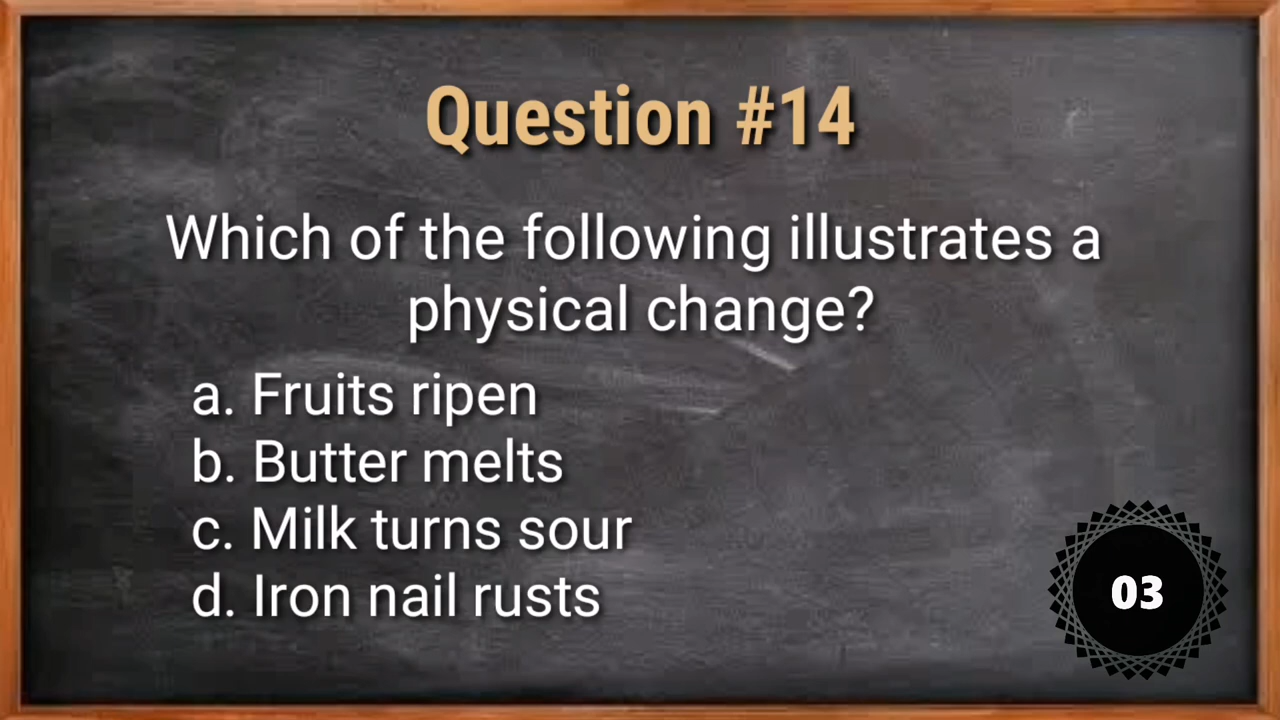 Question #14
Which of the following illustrates a
physical change?
a. Fruits ripen
b. Butter melts
c. Milk turns sour
d. Iron nail rusts
03